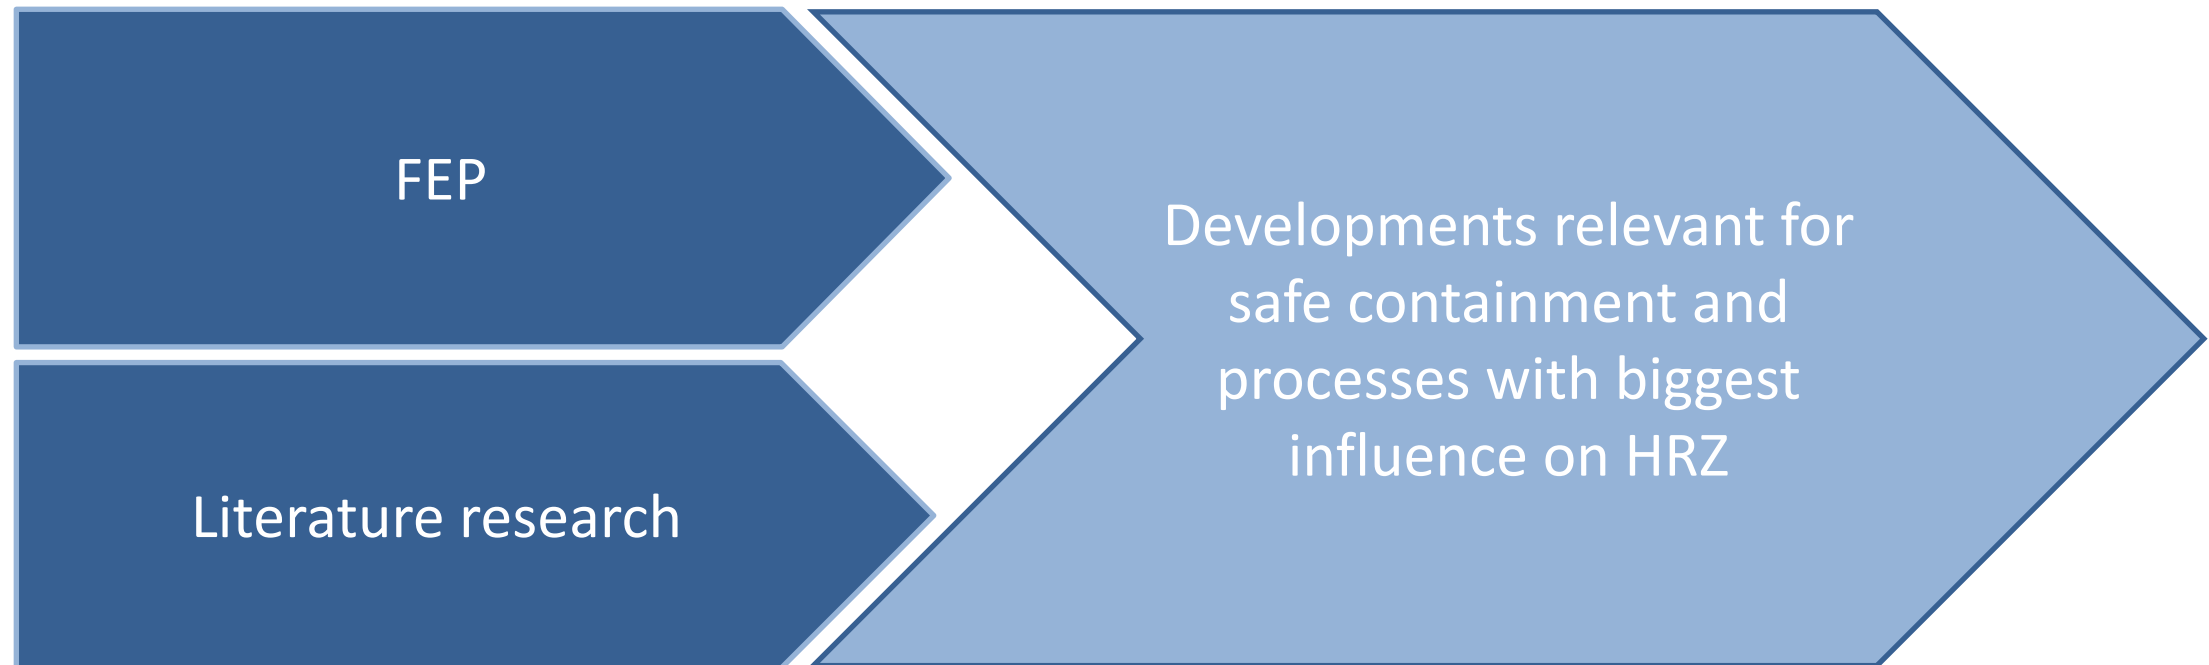 FEP
Literature research
Developments relevant for
safe containment and
processes with biggest
influence on HRZ